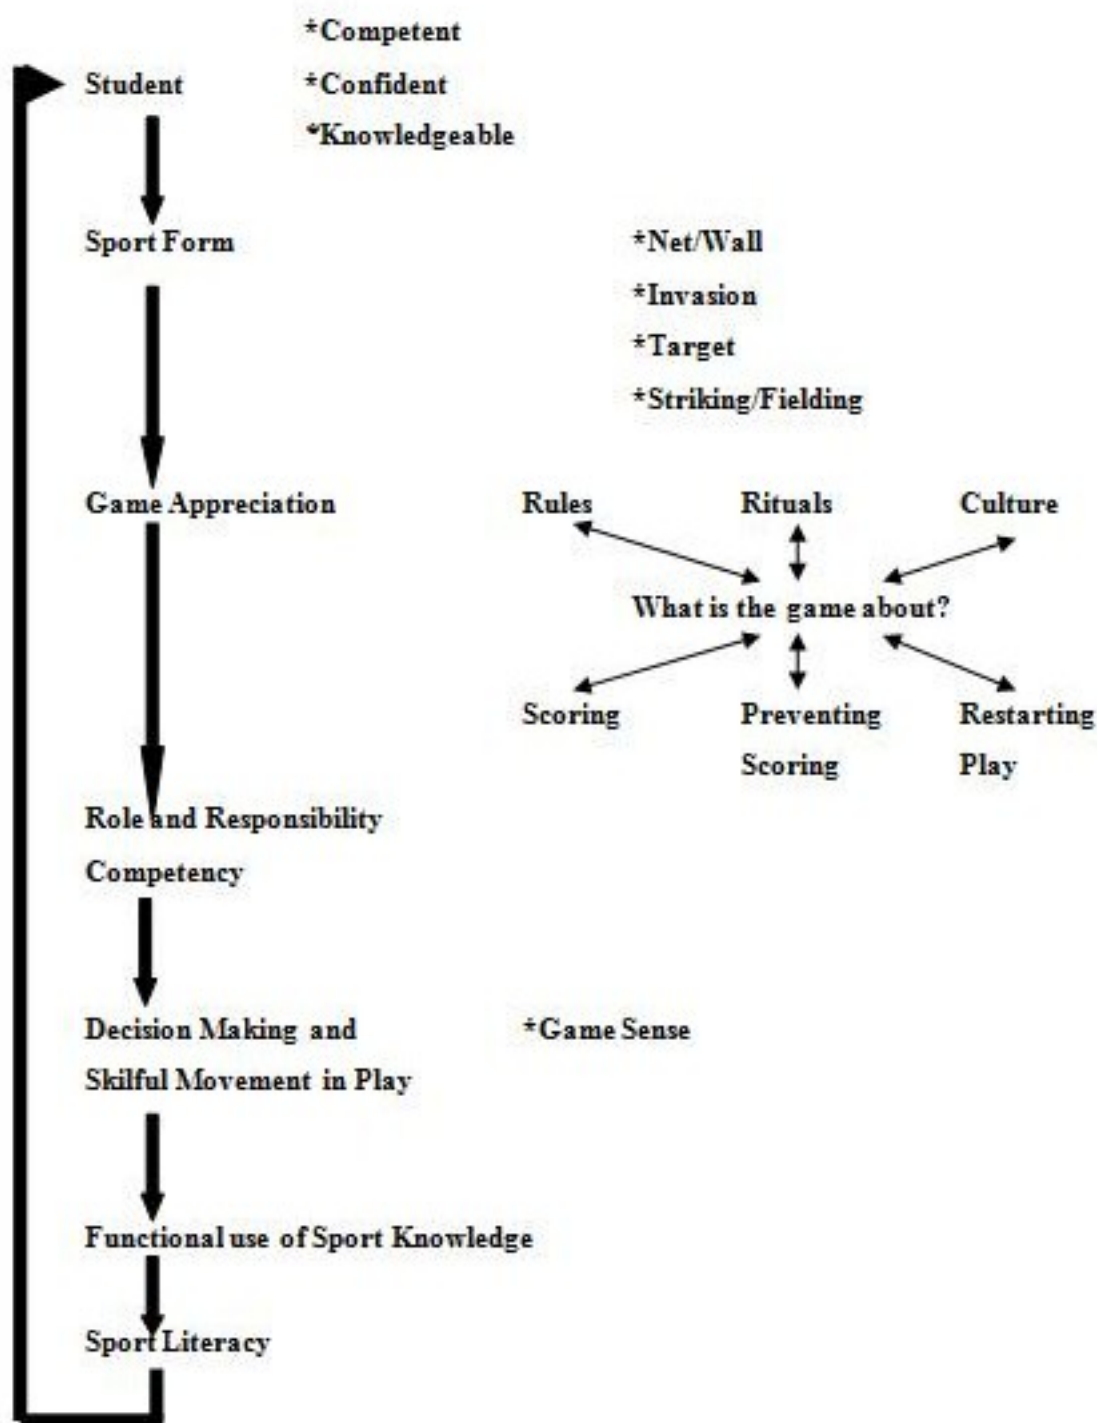 *Competent
Student *Confident
*Knowledgeable
Sport Form *Net/Wall
*Invasion
*Target
*Striking/Fielding
Game Appreciation Rules Rituals Culture
What is the game about?
Scoring Preventing Restarting
Scoring Play
Role and Responsibility
Competency
Decision Making and *Game Sense
Skilful Movement in Play
Functional use of Sport Knowledge
Sport Literacy